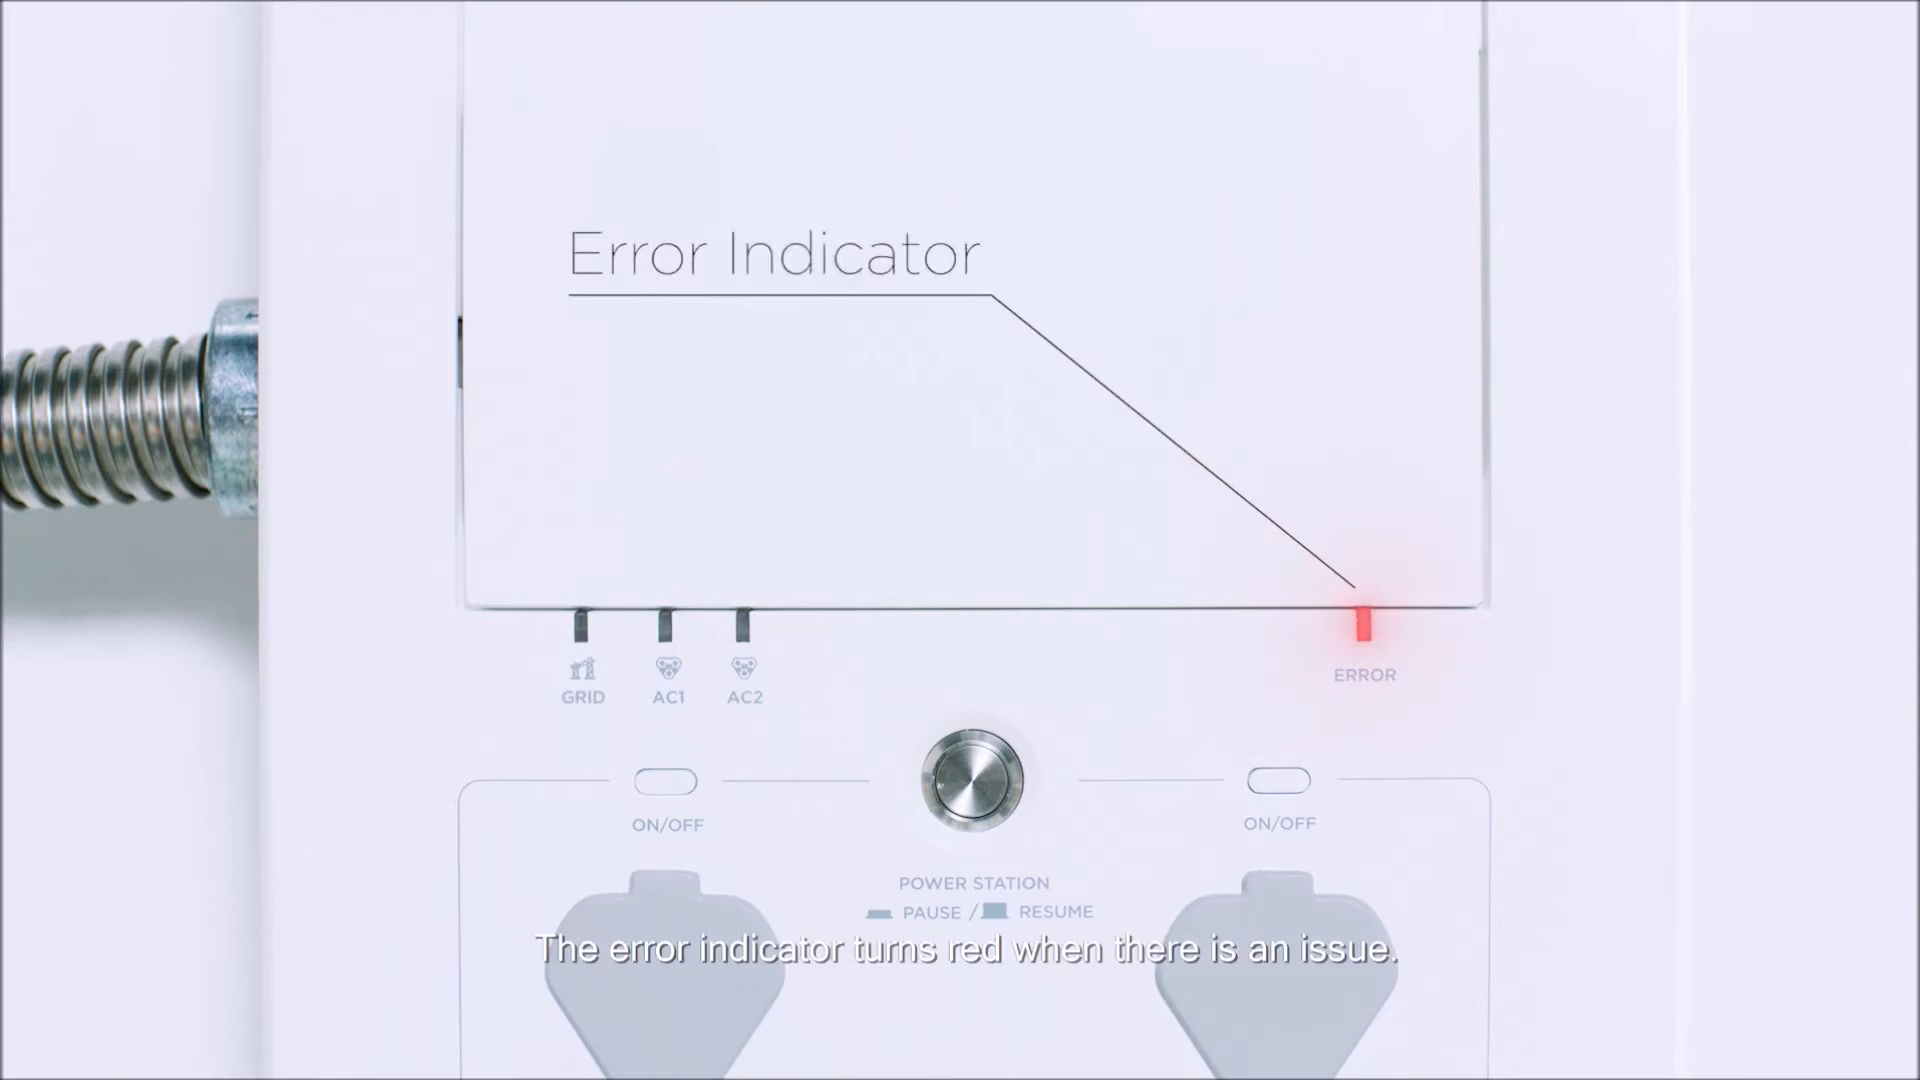 Error Indicator
GRID
AC1
AC2
ERROR
ON/OFF
ON/OFF
POWER STATION
PAUSE / RESUME
The error indicator turns red when there is an issue.